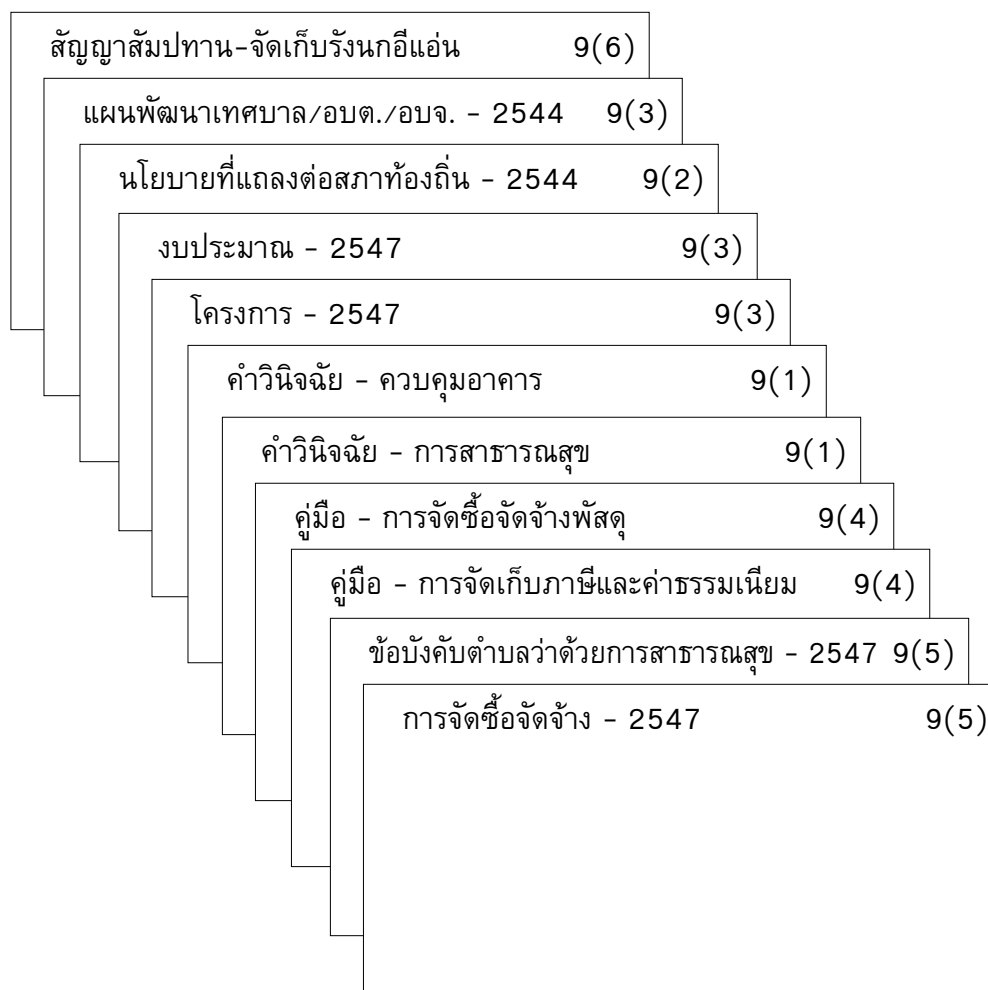 สัญญาสัมปทาน-จัดเก็บรังนกอีแอ่น 9(6)
แผนพัฒนาเทศบาล/อบต./อบจ. - 2544 9(3)
นโยบายที่แถลงต่อสภาท้องถิ่น - 2544 9(2)
งบประมาณ - 2547 9(3)
โครงการ - 2547 9(3)
คำวินิจฉัย - ควบคุมอาคาร 9(1)
คำวินิจฉัย - การสาธารณสุข 9(1)
คู่มือ - การจัดซื้อจัดจ้างพัสดุ 9(4)
คู่มือ - การจัดเก็บภาษีและค่าธรรมเนียม 9(4)
ข้อบังคับตำบลว่าด้วยการสาธารณสุข - 2547 9(5)
การจัดซื้อจัดจ้าง - 2547 9(5)